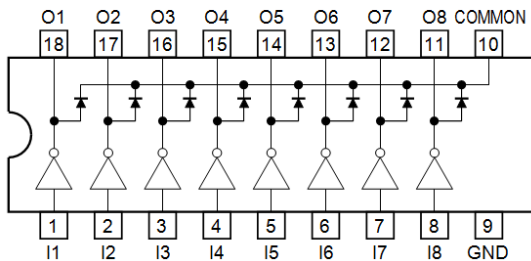 O1 O2 O3 O4 O5 O6 O7 O8 COMMON
18 17 16 15 14 13 12 11 10
1 2 3 4 5 6 7 8 9
I1 I2 I3 I4 I5 I6 I7 I8 GND